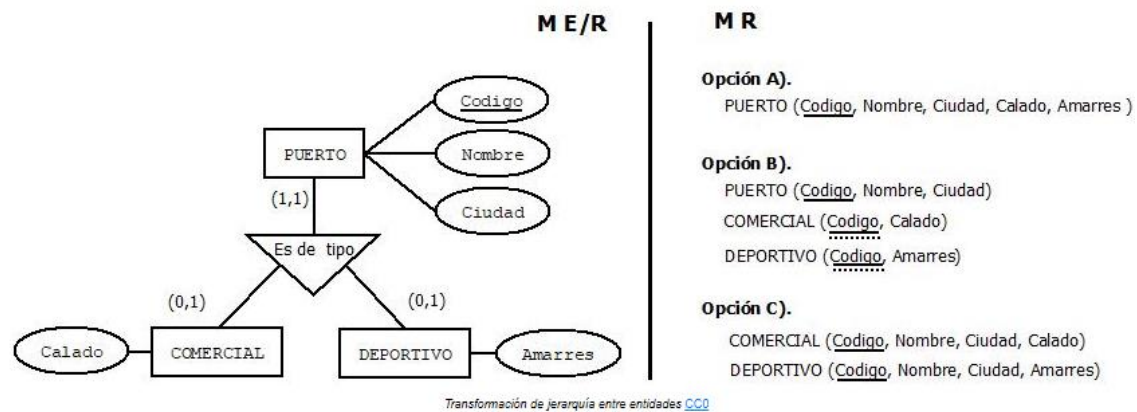 M E/R
Codigo
PUERTO
Nombre
(1,1)
Ciudad
Es de tipo
(0,1)
(0,1)
Calado
COMERCIAL
DEPORTIVO
Amarres
M R
Opción A).
PUERTO (Codigo, Nombre, Ciudad, Calado, Amarres )
Opción B).
PUERTO (Codigo, Nombre, Ciudad)
COMERCIAL (Codigo, Calado)
DEPORTIVO (Codigo, Amarres)
Opción C).
COMERCIAL (Codigo, Nombre, Ciudad, Calado)
DEPORTIVO (Codigo, Nombre, Ciudad, Amarres)
Transformación de jerarquía entre entidades CC0